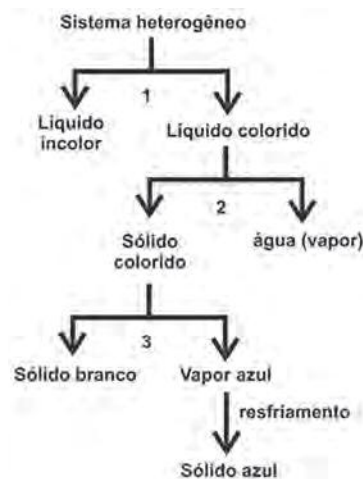 Sistema heterogêneo
1
Líquido
incolor
Líquido colorido
2
Sólido
colorido
água (vapor)
3
Sólido branco
Vapor azul
resfriamento
Sólido azul